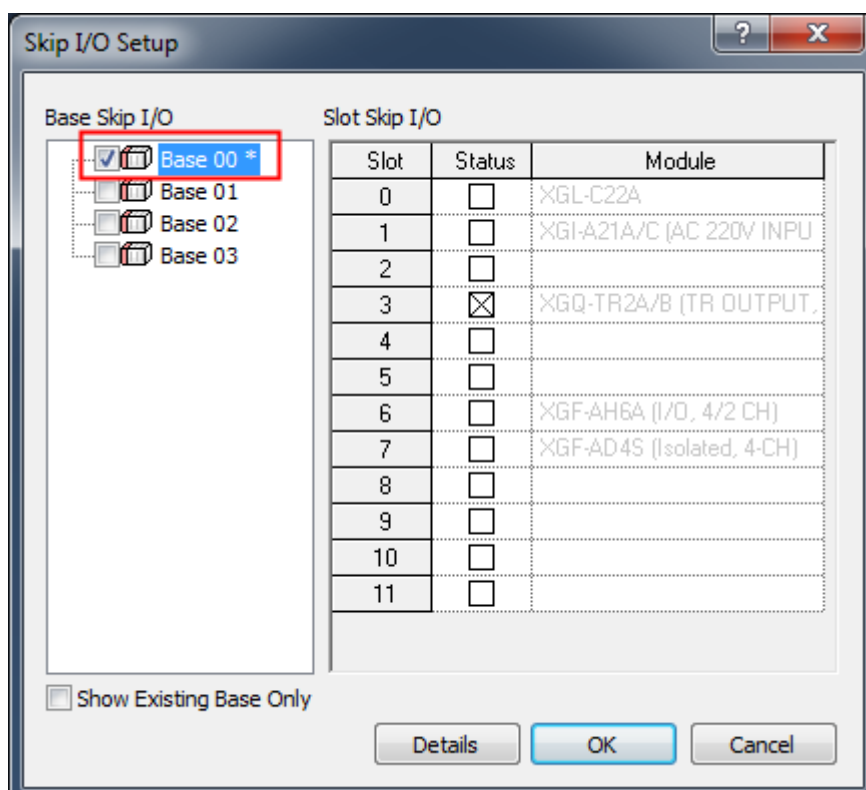 Skip I/O Setup
Base Skip I/O
Base 00 *
Base 01
Base 02
Base 03
Show Existing Base Only
Slot Skip I/O
Slot Status Module
0 XGL-C22A
1 XGI-A21A/C (AC 220V INPU
2
3 XGQ-TR2A/B (TR OUTPUT,
4
5
6 XGF-AH6A (I/O, 4/2 CH)
7 XGF-AD4S (Isolated, 4-CH)
8
9
10
11
Details OK Cancel